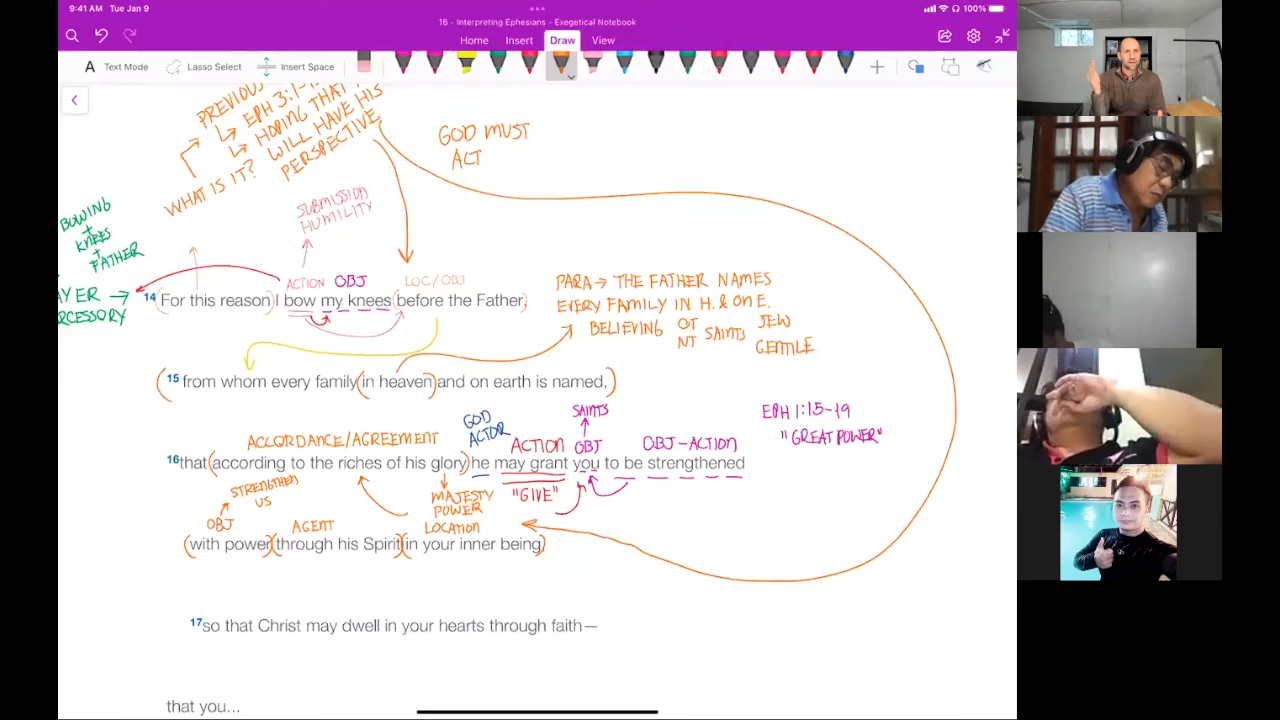 9:41 AM Tue Jan 9
100%
16 - Interpreting Ephesians - Exegetical Notebook
Home Insert Draw View
A Text Mode Lasso Select Insert Space
PREVIOUS
EPH 3:1-1
HOPING THAT
WILL HAVE HIS
PERSPECTIVE
WHAT IS IT?
GOD MUST
ACT
SUBMISSION
HUMILITY
BOWING
+
KNEES
+
FATHER
AYER →
ERCESSORY
ACTION OBJ LOC/OBJ
14 (For this reason) I bow my knees (before the Father,)
PARA → THE FATHER NAMES
EVERY FAMILY IN H. & ON E.
BELIEVING OT NT SAINTS JEW
GENTILE
(15 from whom every family (in heaven) and on earth is named,)
SAINTS
EPH 1:15-19
"GREAT POWER"
GOD
ACTOR
ACCORDANCE/AGREEMENT ACTION OBJ OBJ-ACTION
16 that (according to the riches of his glory) he may grant you to be strengthened
STRENGTHEN
US
MAJESTY
POWER
"GIVE"
OBJ AGENT LOCATION
(with power) (through his Spirit) (in your inner being)
17 so that Christ may dwell in your hearts through faith—
that you...